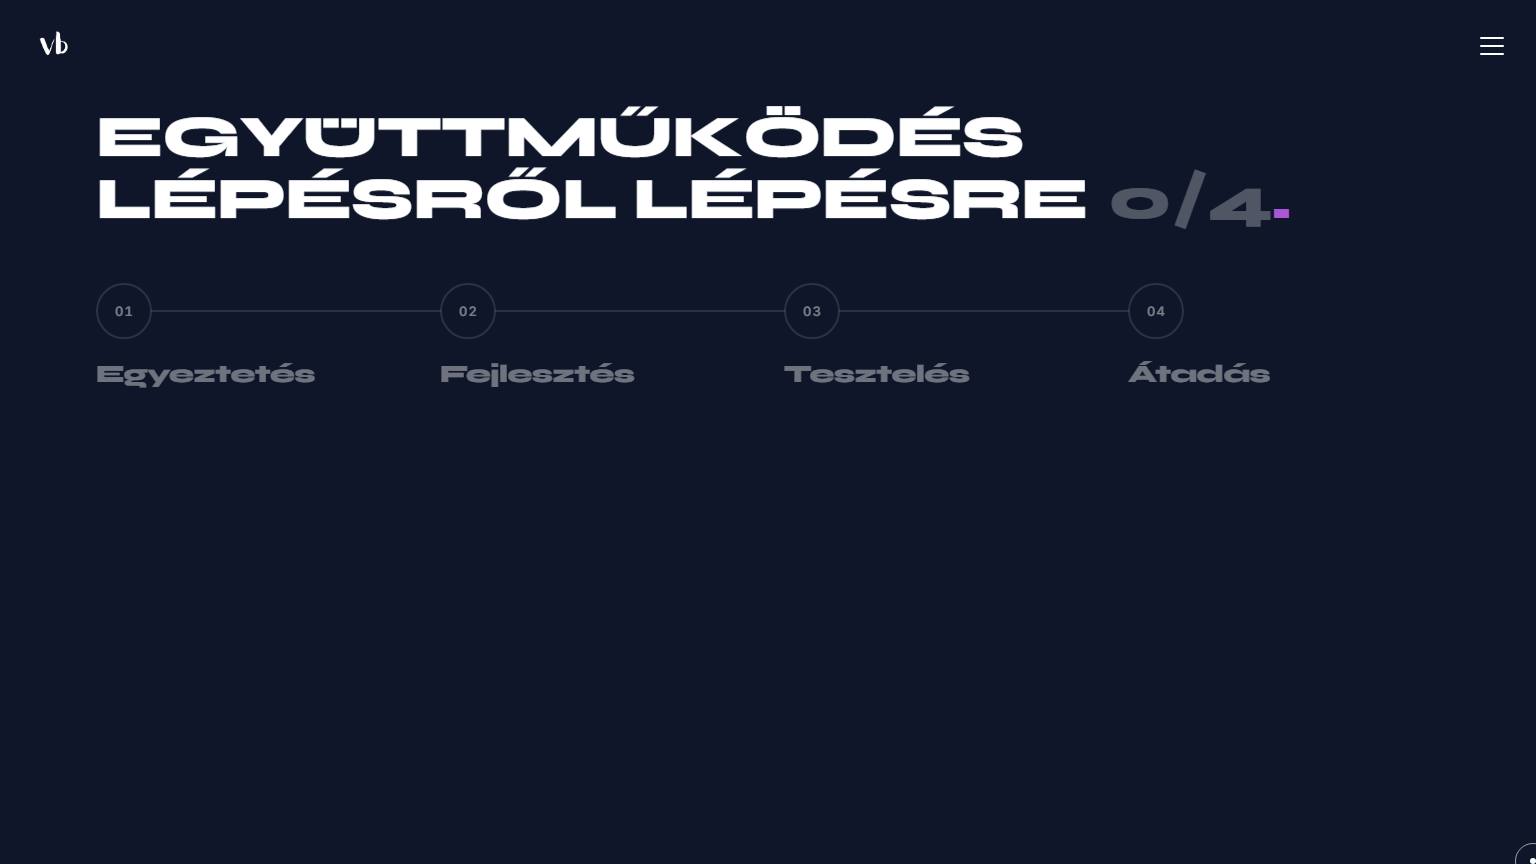 vb
EGYÜTTMŰKÖDÉS
LÉPÉSRŐL LÉPÉSRE 0/4.
01
02
03
04
Egyeztetés
Fejlesztés
Tesztelés
Átadás